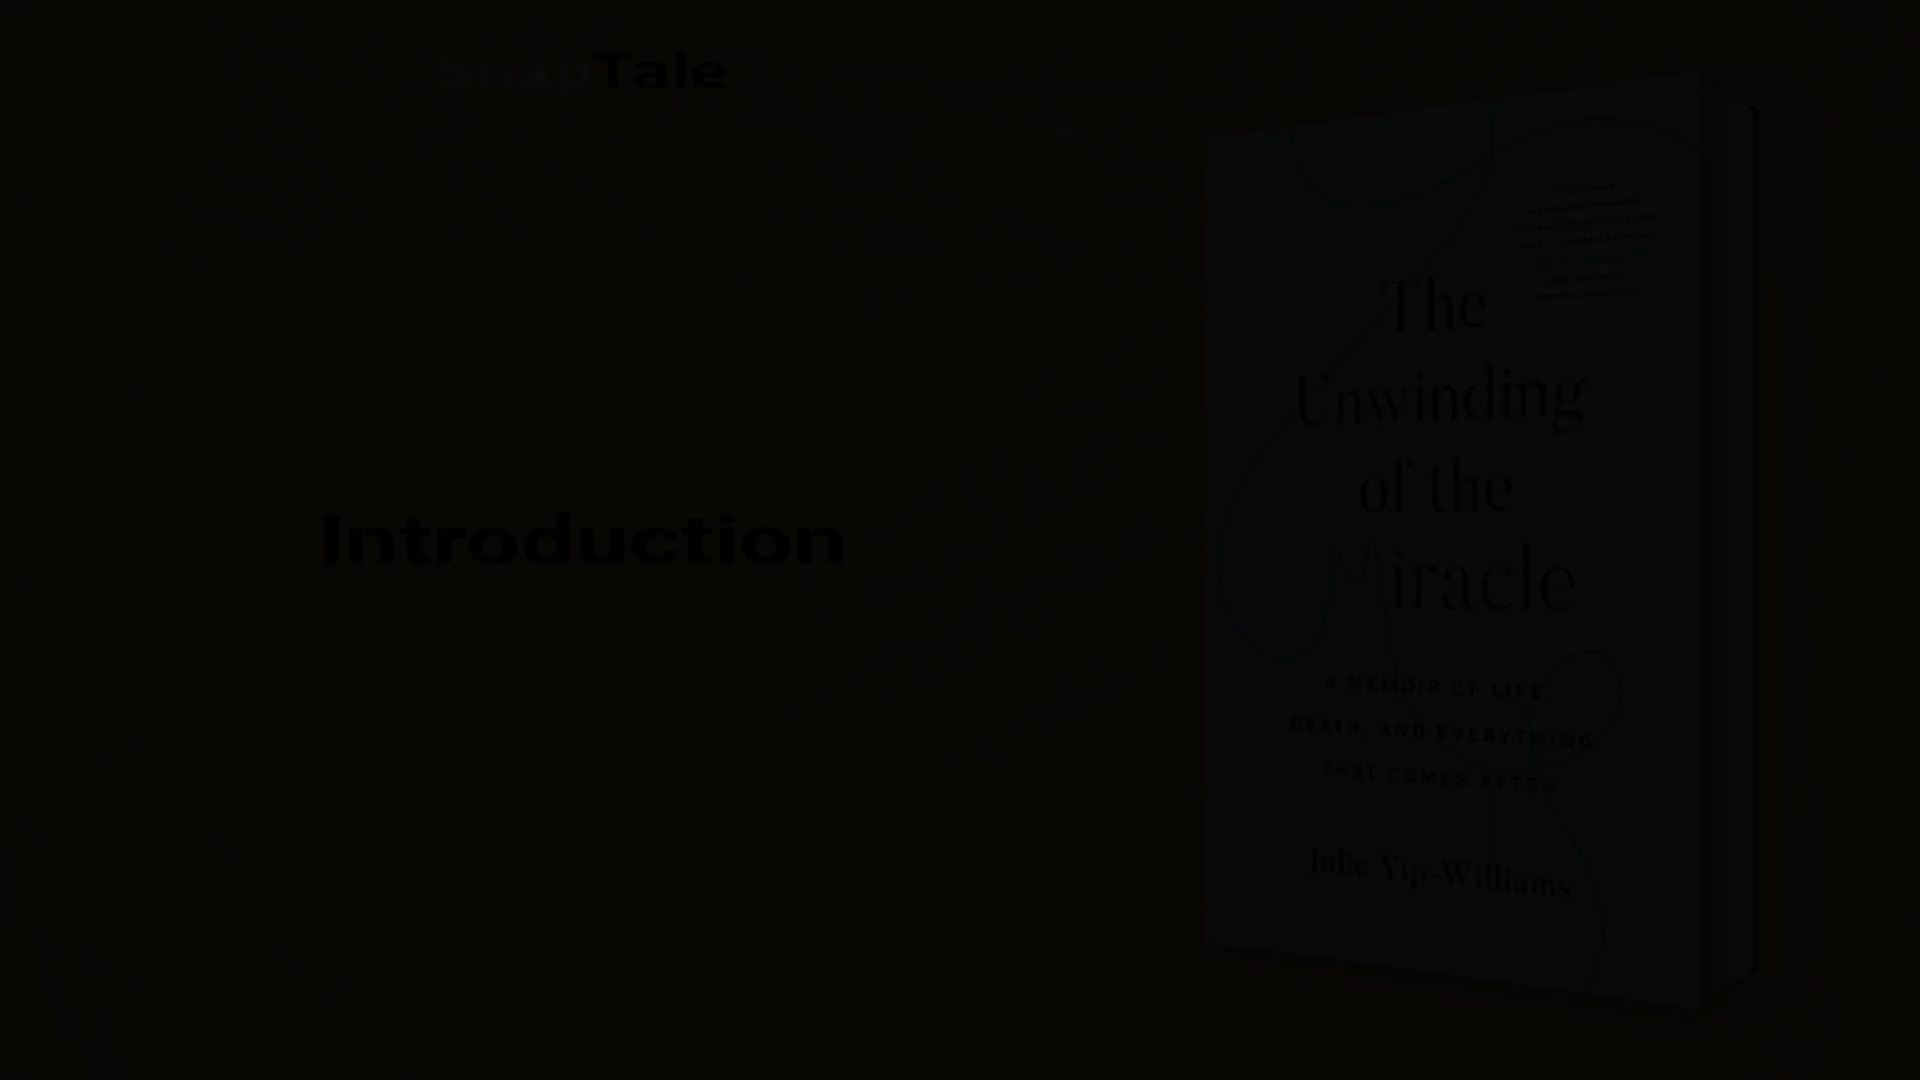 SnapTale
Introduction
The
Unwinding
of the
Miracle
A MEMOIR OF LIFE,
DEATH, AND EVERYTHING
THAT COMES AFTER
Julie Yip-Williams